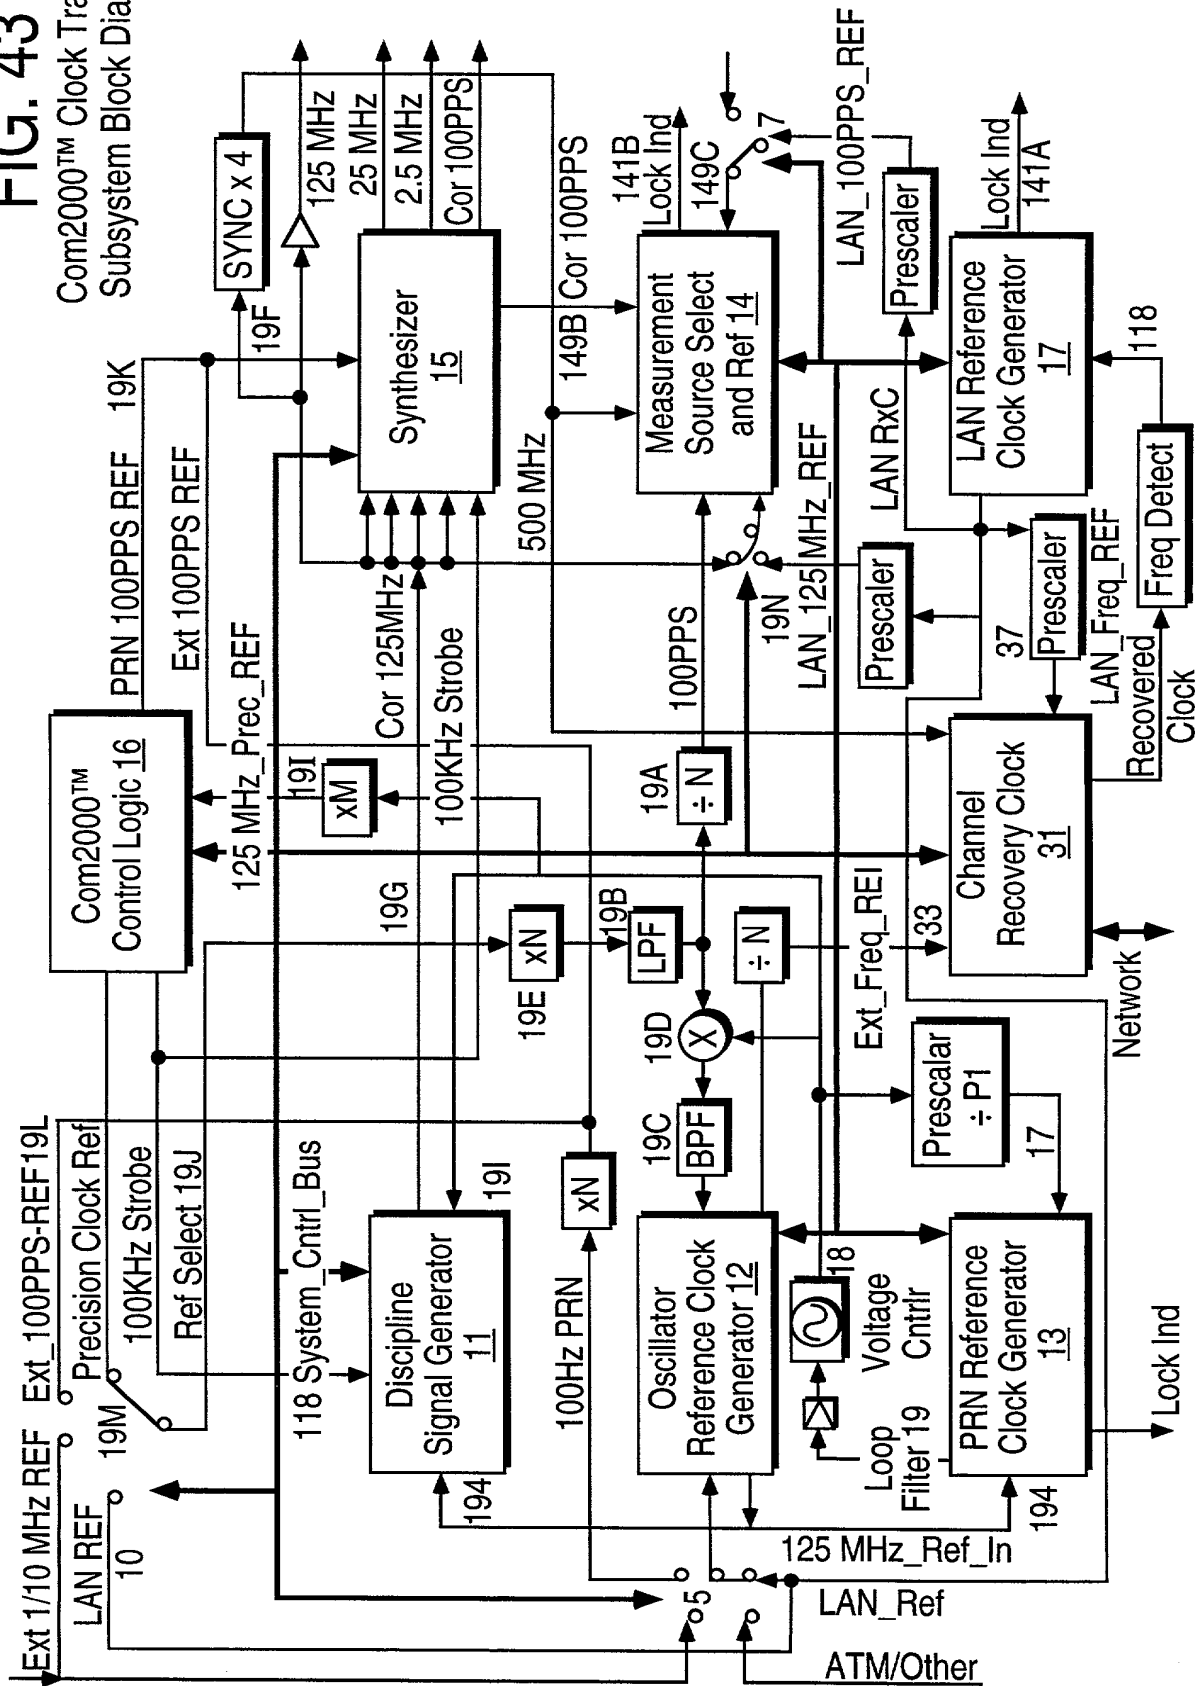 FIG. 43
Com2000™ Clock Tra
Subsystem Block Dia
Ext 1/10 MHz REF
Ext_100PPS-REF19L
LAN REF
10
19M
Precision Clock Ref
100KHz Strobe
Ref Select 19J
118 System_Cntrl_Bus
Com2000™
Control Logic 16
PRN 100PPS REF
19K
Ext 100PPS REF
125 MHz_Prec_REF
19I
xM
19F
SYNC x 4
125 MHz
25 MHz
2.5 MHz
Cor 100PPS
Discipline
Signal Generator
11
194
19I
19G
Cor 125MHz
100KHz Strobe
Synthesizer
15
xN
19E
19B
LPF
100Hz PRN
xN
500 MHz
149B Cor 100PPS
Oscillator
Reference Clock
Generator 12
19C
BPF
19D
X
÷ N
19A
÷ N
100PPS
19N
Measurement
Source Select
and Ref 14
141B
Lock Ind
149C
7
5
18
Voltage
Cntrlr
Loop
Filter 19
Ext_Freq_REI
33
LAN_125 MHz_REF
LAN RxC
Prescaler
Prescaler
LAN_100PPS_REF
125 MHz_Ref_In
LAN_Ref
ATM/Other
PRN Reference
Clock Generator
13
194
Lock Ind
Prescalar
÷ P1
17
Channel
Recovery Clock
31
Network
37
Prescaler
LAN_Freq_REF
Recovered
Clock
Freq Detect
118
LAN Reference
Clock Generator
17
Lock Ind
141A